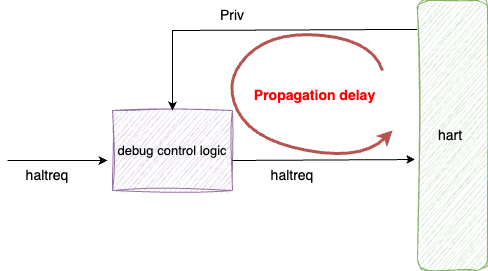 Priv
Propagation delay
debug control logic
hart
haltreq
haltreq